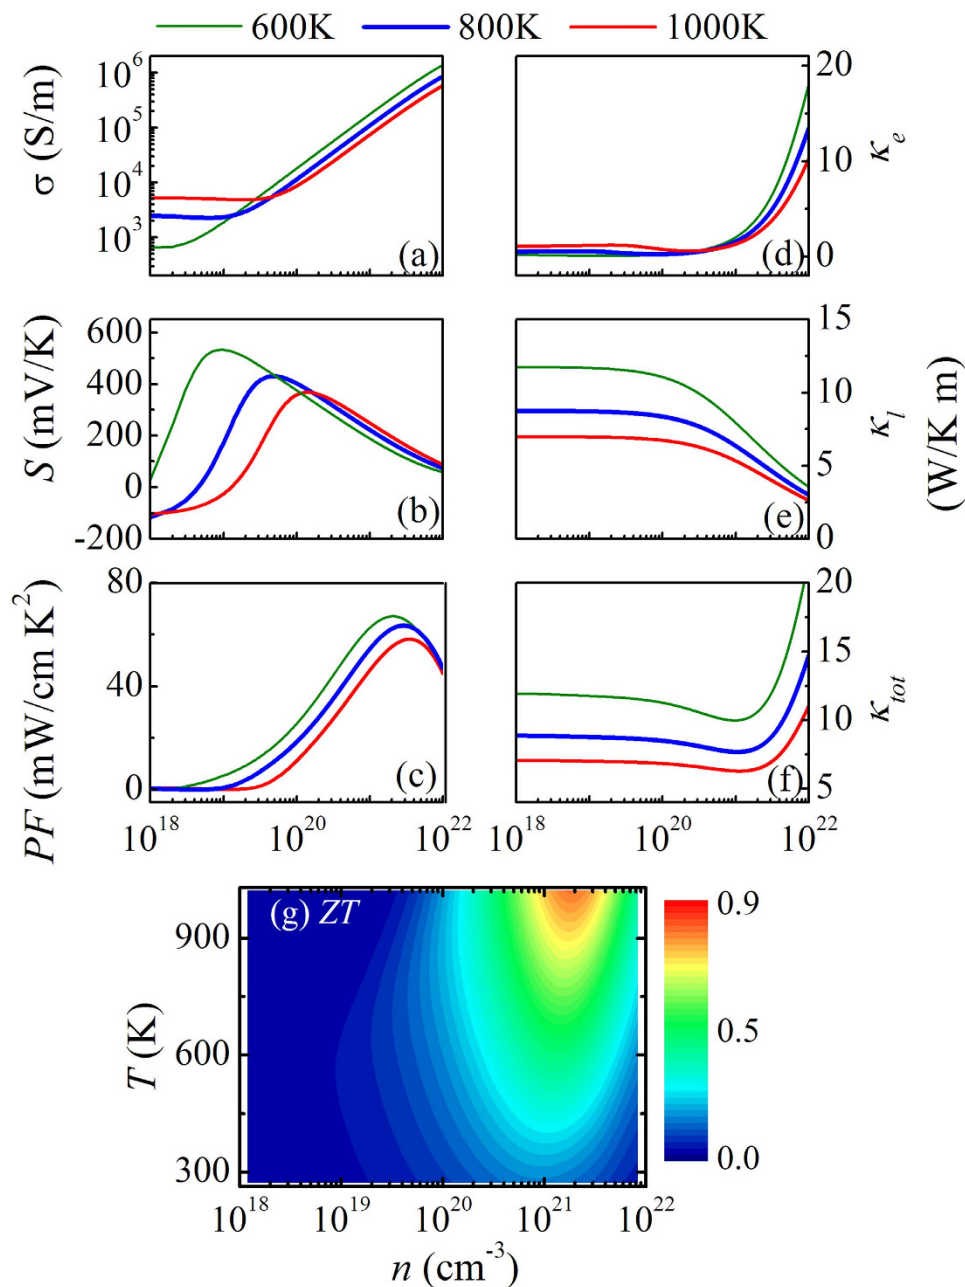 600K 800K 1000K
σ (S/m)
10^6
10^5
10^4
10^3
(a)
20
10
0
κ_e
(d)
S (mV/K)
600
400
200
0
-200
(b)
15
10
5
0
κ_l
(W/K m)
(e)
PF (mW/cm K^2)
80
40
0
(c)
20
15
10
5
κ_tot
(f)
10^18 10^20 10^22 10^18 10^20 10^22
(g) ZT
T (K)
900
600
300
0.9
0.5
0.0
10^18 10^19 10^20 10^21 10^22
n (cm^-3)